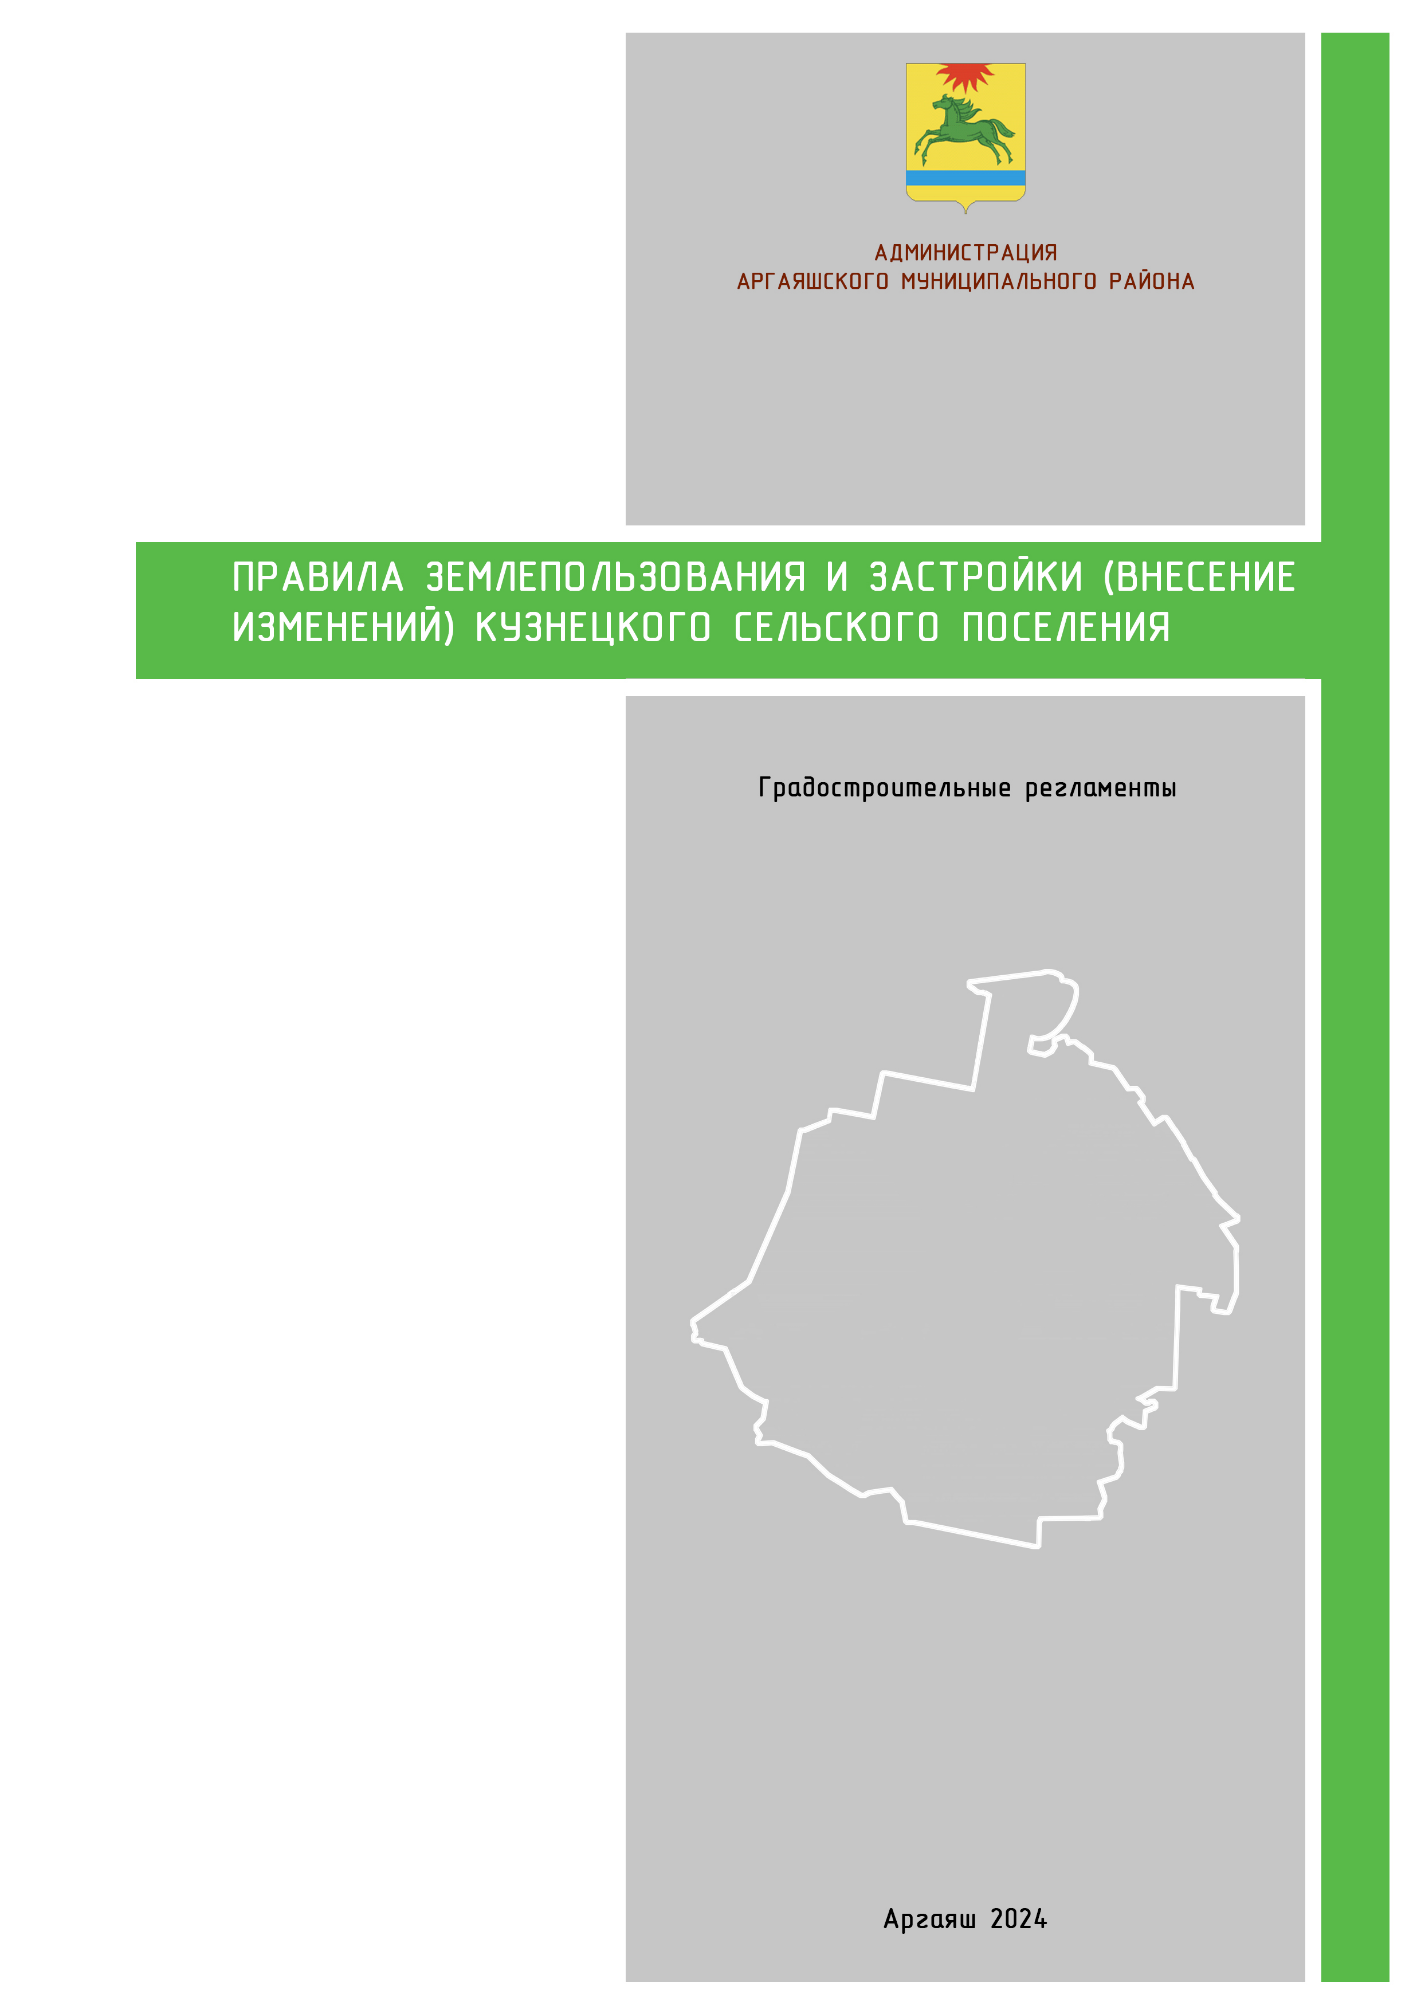 АДМИНИСТРАЦИЯ
АРГАЯШСКОГО МУНИЦИПАЛЬНОГО РАЙОНА
ПРАВИЛА ЗЕМЛЕПОЛЬЗОВАНИЯ И ЗАСТРОЙКИ (ВНЕСЕНИЕ
ИЗМЕНЕНИЙ) КУЗНЕЦКОГО СЕЛЬСКОГО ПОСЕЛЕНИЯ
Градостроительные регламенты
Аргаяш 2024